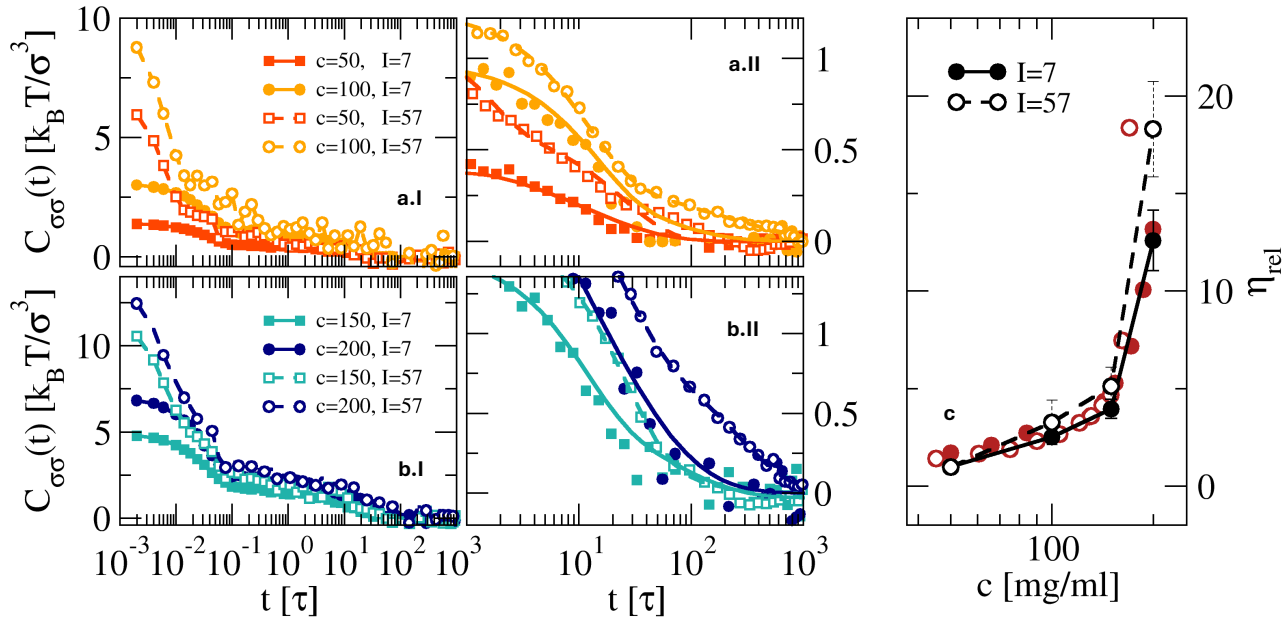 10
5
0
C_σσ(t) [k_BT/σ^3]
c=50, I=7
c=100, I=7
c=50, I=57
c=100, I=57
a.I
a.II
1
0.5
0
10
5
0
C_σσ(t) [k_BT/σ^3]
c=150, I=7
c=200, I=7
c=150, I=57
c=200, I=57
b.I
b.II
1
0.5
0
10^-3 10^-2 10^-1 10^0 10^1 10^2 10^3
t [τ]
10^1 10^2 10^3
t [τ]
I=7
I=57
c
20
10
0
η_rel
100
c [mg/ml]